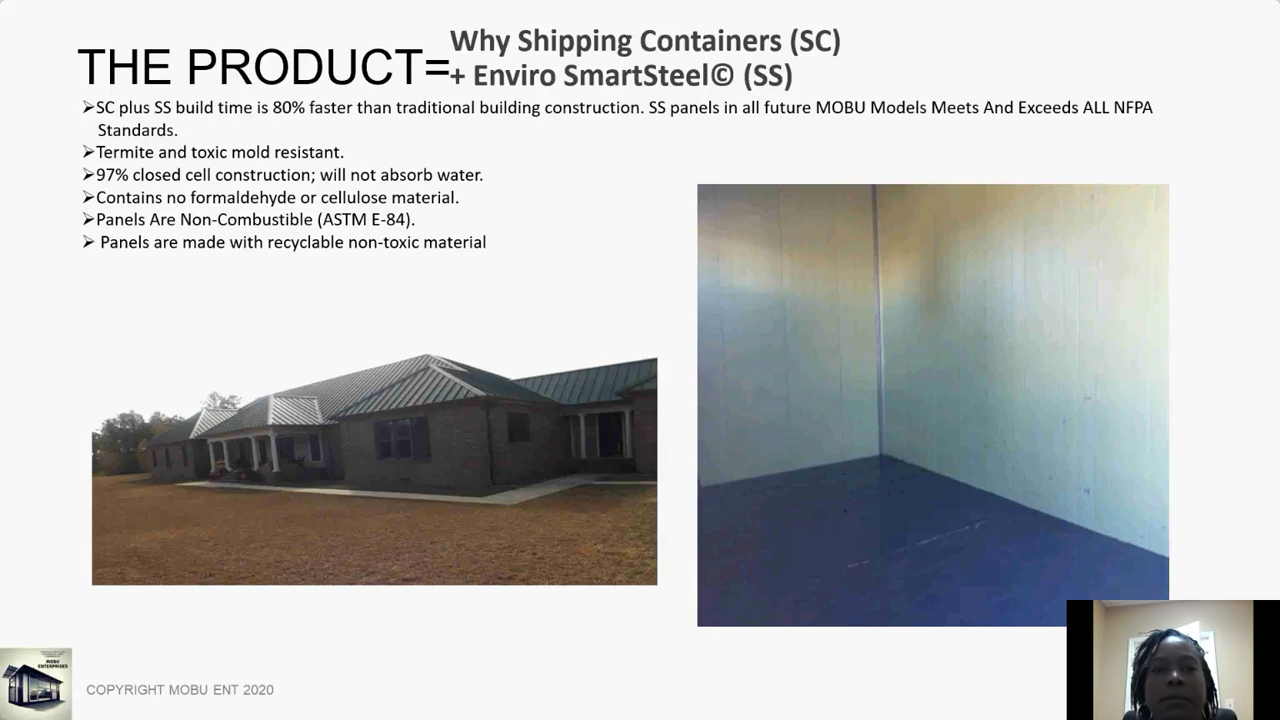 THE PRODUCT=
Why Shipping Containers (SC)
+ Enviro SmartSteel© (SS)
➢SC plus SS build time is 80% faster than traditional building construction. SS panels in all future MOBU Models Meets And Exceeds ALL NFPA
Standards.
➢Termite and toxic mold resistant.
➢97% closed cell construction; will not absorb water.
➢Contains no formaldehyde or cellulose material.
➢Panels Are Non-Combustible (ASTM E-84).
➢ Panels are made with recyclable non-toxic material
MOBU
ENTERPRISES
COPYRIGHT MOBU ENT 2020